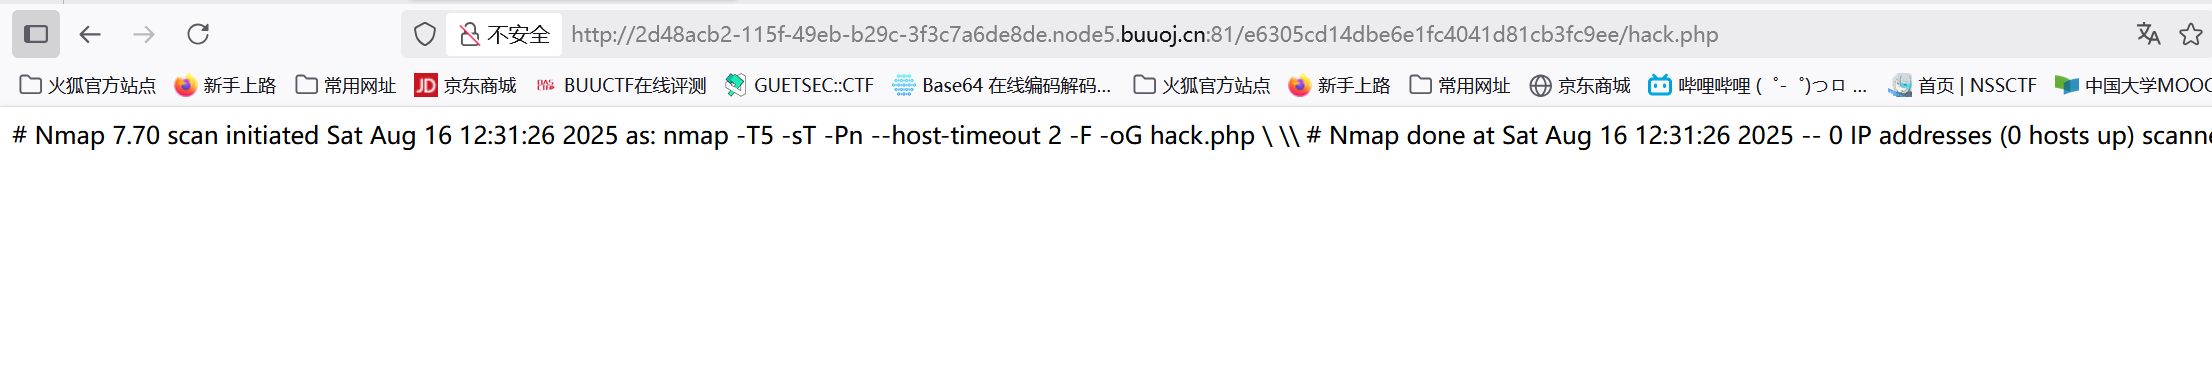 不安全 http://2d48acb2-115f-49eb-b29c-3f3c7a6de8de.node5.buuoj.cn:81/e6305cd14dbe6e1fc4041d81cb3fc9ee/hack.php
火狐官方站点 新手上路 常用网址 JD 京东商城 BUUCTF在线评测 GUETSEC::CTF Base64 在线编码解码... 火狐官方站点 新手上路 常用网址 京东商城 哔哩哔哩 (゜-゜)つロ ... 首页 | NSSCTF 中国大学MOOC
# Nmap 7.70 scan initiated Sat Aug 16 12:31:26 2025 as: nmap -T5 -sT -Pn --host-timeout 2 -F -oG hack.php \ \\ # Nmap done at Sat Aug 16 12:31:26 2025 -- 0 IP addresses (0 hosts up) scanne